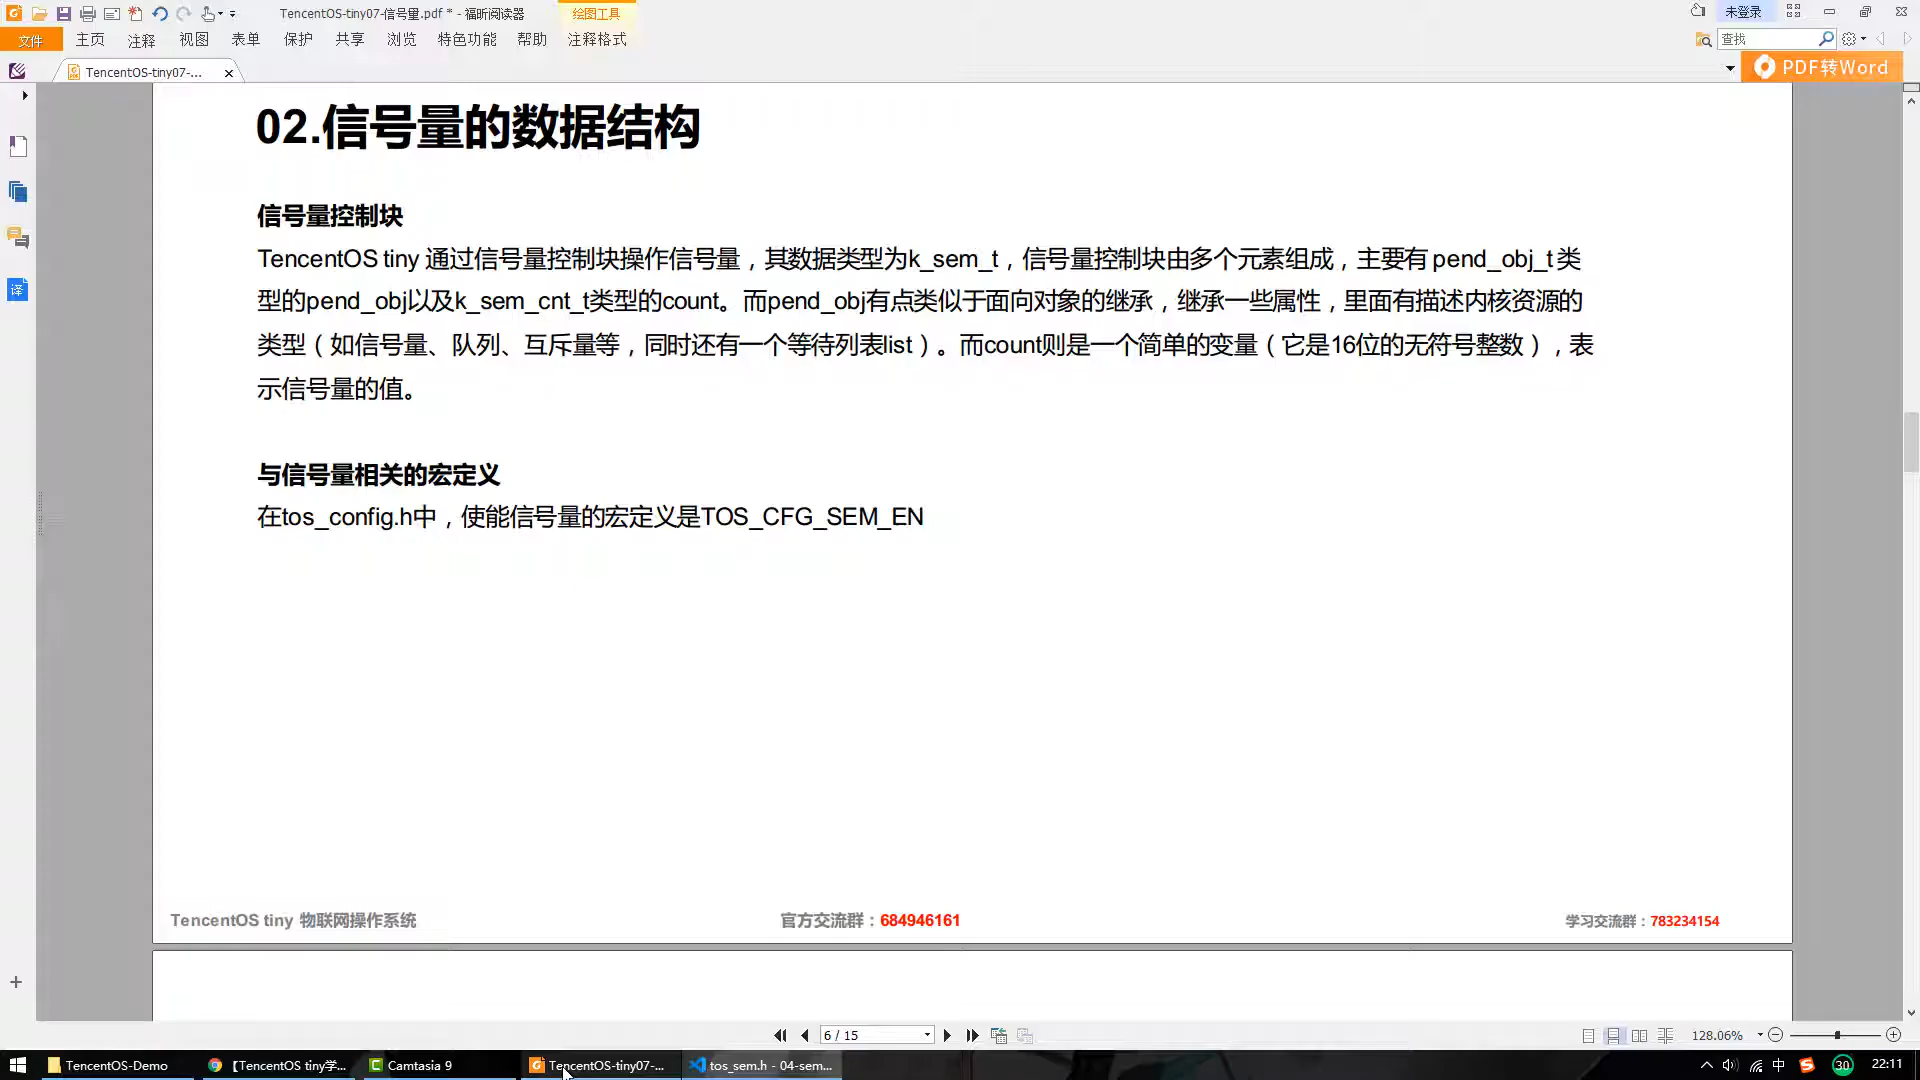 TencentOS-tiny07-信号量.pdf * - 福昕阅读器
绘图工具
未登录
文件
主页
注释
视图
表单
保护
共享
浏览
特色功能
帮助
注释格式
查找
TencentOS-tiny07-...
PDF转Word
02.信号量的数据结构
信号量控制块
TencentOS tiny 通过信号量控制块操作信号量，其数据类型为k_sem_t，信号量控制块由多个元素组成，主要有 pend_obj_t 类
型的pend_obj以及k_sem_cnt_t类型的count。而pend_obj有点类似于面向对象的继承，继承一些属性，里面有描述内核资源的
类型（如信号量、队列、互斥量等，同时还有一个等待列表list）。而count则是一个简单的变量（它是16位的无符号整数），表
示信号量的值。
与信号量相关的宏定义
在tos_config.h中，使能信号量的宏定义是TOS_CFG_SEM_EN
译
TencentOS tiny 物联网操作系统
官方交流群：684946161
学习交流群：783234154
6 / 15
128.06%
TencentOS-Demo
【TencentOS tiny学...
Camtasia 9
TencentOS-tiny07-...
tos_sem.h - 04-sem...
中
30
22:11